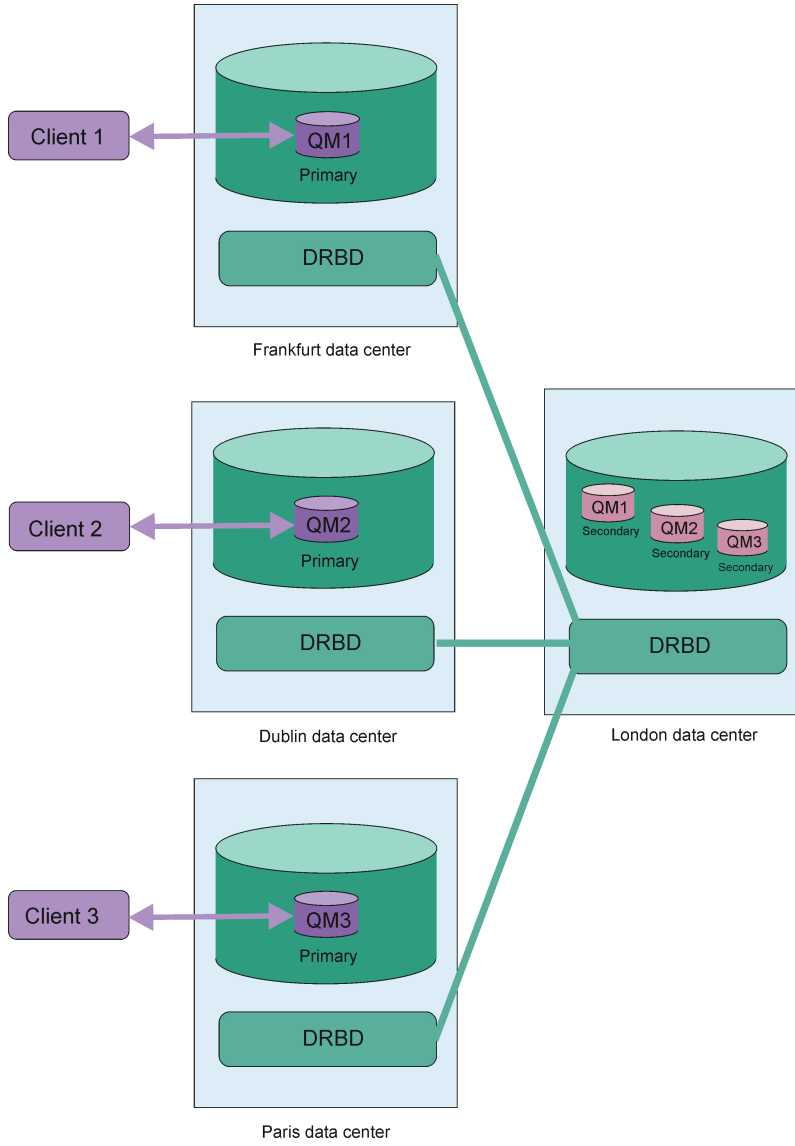 Client 1
QM1
Primary
DRBD
Frankfurt data center
Client 2
QM2
Primary
DRBD
Dublin data center
QM1
Secondary
QM2
Secondary
QM3
Secondary
DRBD
London data center
Client 3
QM3
Primary
DRBD
Paris data center